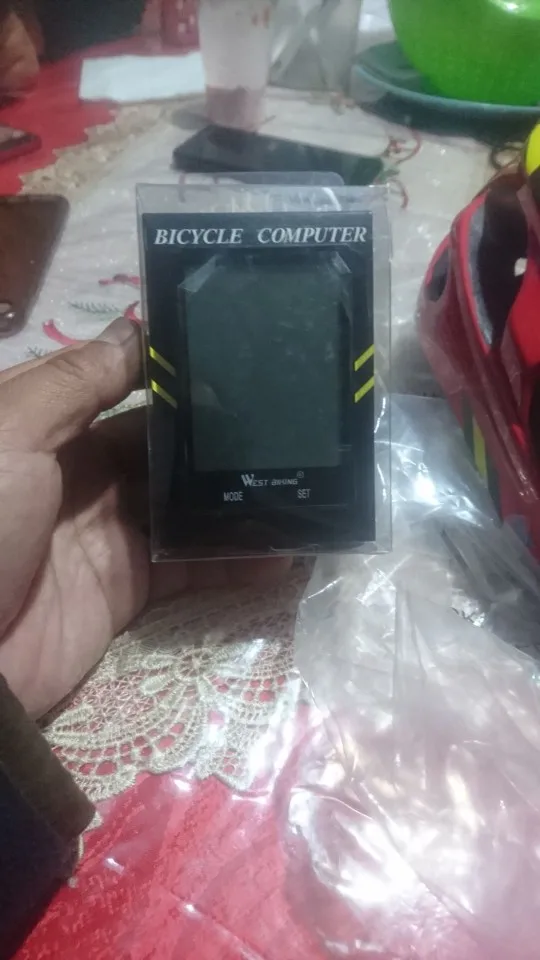 BICYCLE COMPUTER
WEST BIKING®
MODE SET